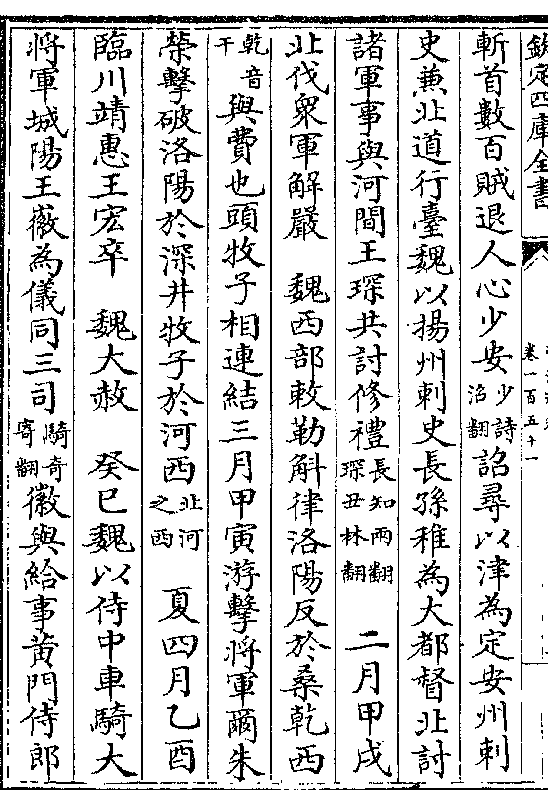 欽定四庫全書
卷一百五十一
斬首數百賊退人心少安少詩沼翻詔尋以津為定安州刺
史兼北道行臺魏以揚州刺史長孫稚為大都督北討
諸軍事與河間王琛共討修禮長知兩翻琛丑林翻 二月甲戌
北伐衆軍解嚴 魏西部敕勒斛律洛陽反於桑乾西
乾音干與費也頭牧子相連結三月甲寅游擊將軍爾朱
榮擊破洛陽於深井牧子於河西北河之西 夏四月乙酉
臨川靖惠王宏卒 魏大赦 癸巳魏以侍中車騎大
將軍城陽王徽為儀同三司騎奇寄翻徽與給事黄門侍郎